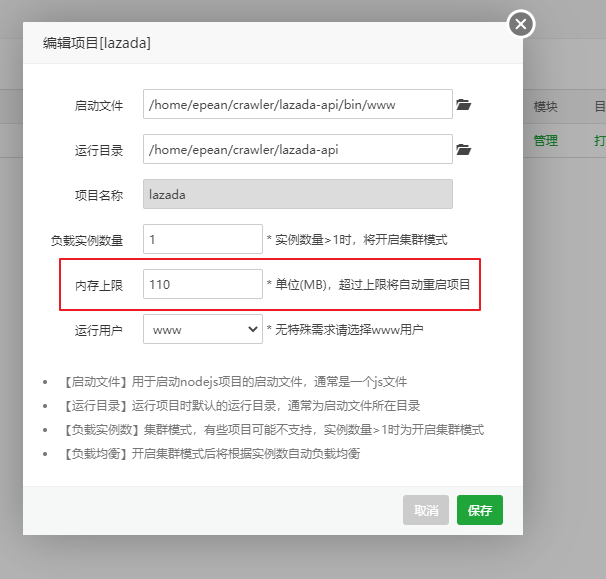 编辑项目[lazada]
启动文件 /home/epean/crawler/lazada-api/bin/www
模块 目
运行目录 /home/epean/crawler/lazada-api
管理 打
项目名称 lazada
负载实例数量 1 * 实例数量>1时，将开启集群模式
内存上限 110 * 单位(MB)，超过上限将自动重启项目
运行用户 www * 无特殊需求请选择www用户
【启动文件】用于启动nodejs项目的启动文件，通常是一个js文件
【运行目录】运行项目时默认的运行目录，通常为启动文件所在目录
【负载实例数】集群模式，有些项目可能不支持，实例数量>1时为开启集群模式
【负载均衡】开启集群模式后将根据实例数自动负载均衡
取消 保存